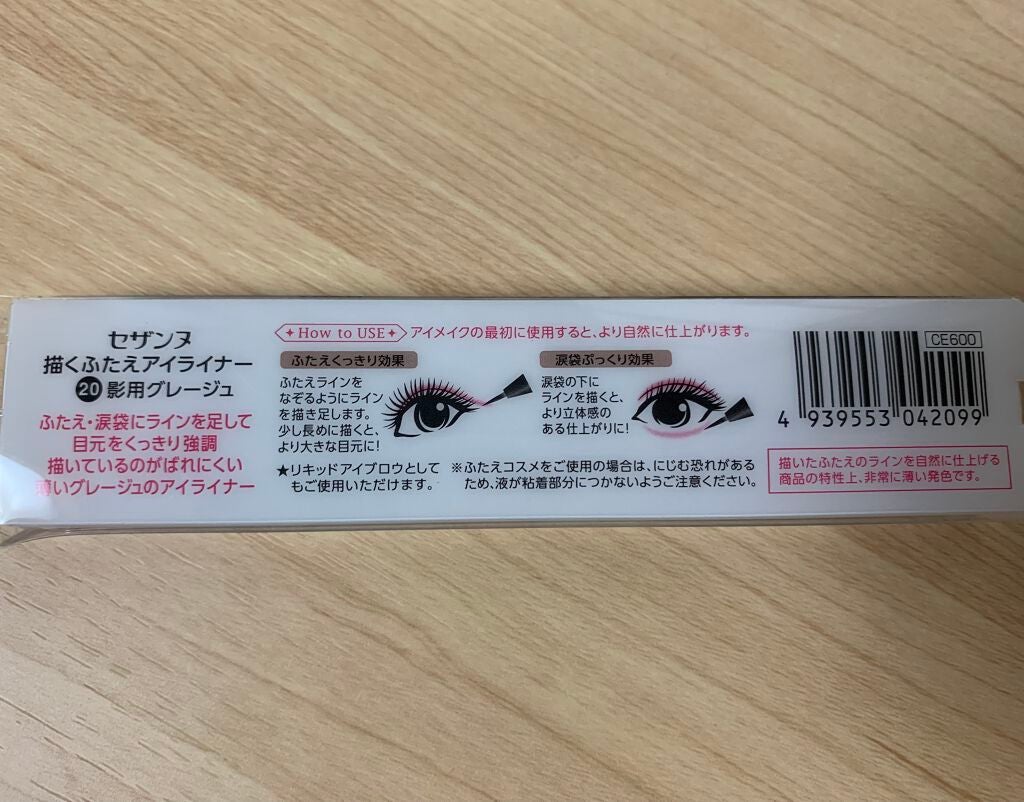 セザンヌ
描くふたえアイライナー
20 影用グレージュ
ふたえ・涙袋にラインを足して
目元をくっきり強調
描いているのがばれにくい
薄いグレージュのアイライナー
How to USE アイメイクの最初に使用すると、より自然に仕上がります。
ふたえくっきり効果
ふたえラインを
なぞるようにライン
を描き足します。
少し長めに描くと、
より大きな目元に!
涙袋ぷっくり効果
涙袋の下に
ラインを描くと、
より立体感の
ある仕上がりに!
★リキッドアイブロウとして
もご使用いただけます。
※ふたえコスメをご使用の場合は、にじむ恐れがある
ため、液が粘着部分につかないようご注意ください。
CE600
4 939553 042099
描いたふたえのラインを自然に仕上げる
商品の特性上、非常に薄い発色です。